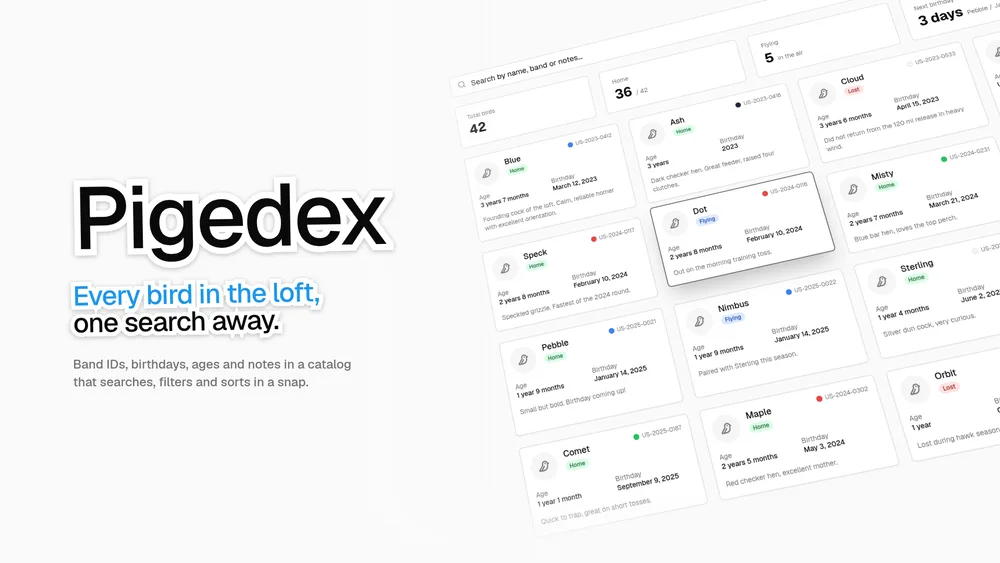 Pigedex
Every bird in the loft,
one search away.
Band IDs, birthdays, ages and notes in a catalog
that searches, filters and sorts in a snap.
Search by name, band or notes...
Total birds
42
Home
36 / 42
Flying
5 in the air
Next birthday
3 days Pebble /
Blue
US-2023-0412
Home
Age
Birthday
3 years 7 months
March 12, 2023
Founding cock of the loft. Calm, reliable homer
with excellent orientation.
Ash
US-2023-0418
Home
Age
Birthday
3 years
2023
Dark checker hen. Great feeder, raised four
clutches.
Cloud
US-2023-0533
Lost
Age
Birthday
3 years 6 months
April 15, 2023
Did not return from the 120 mi release in heavy
wind.
Speck
US-2024-0117
Home
Age
Birthday
2 years 8 months
February 10, 2024
Speckled grizzle. Fastest of the 2024 round.
Dot
US-2024-0118
Flying
Age
Birthday
2 years 8 months
February 10, 2024
Out on the morning training toss.
Misty
US-2024-0231
Home
Age
Birthday
2 years 7 months
March 21, 2024
Blue bar hen, loves the top perch.
Pebble
US-2025-0021
Home
Age
Birthday
1 year 9 months
January 14, 2025
Small but bold. Birthday coming up!
Nimbus
US-2025-0022
Flying
Age
Birthday
1 year 9 months
January 14, 2025
Paired with Sterling this season.
Sterling
Home
Age
Birthday
1 year 4 months
June 2,
Silver dun cock, very curious.
Comet
US-2025-0187
Home
Age
Birthday
1 year 1 month
September 9, 2025
Quick to trap, great on short tosses.
Maple
US-2024-0302
Home
Age
Birthday
2 years 5 months
May 3, 2024
Red checker hen, excellent mother.
Orbit
Lost
Age
1 year
Lost during hawk season